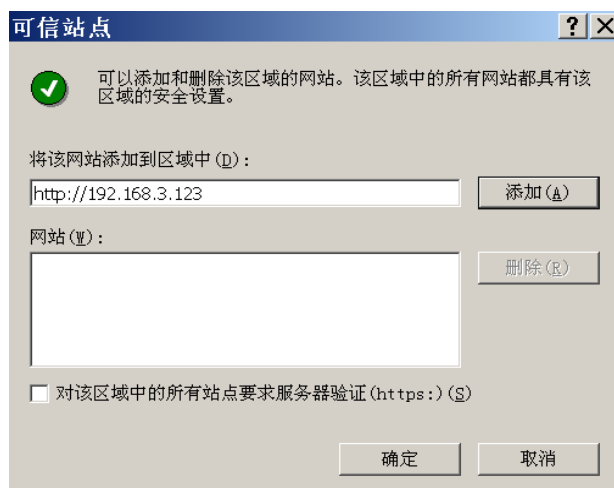 可信站点
可以添加和删除该区域的网站。该区域中的所有网站都具有该
区域的安全设置。
将该网站添加到区域中(D):
http://192.168.3.123
添加(A)
网站(W):
删除(R)
对该区域中的所有站点要求服务器验证(https:)(S)
确定
取消